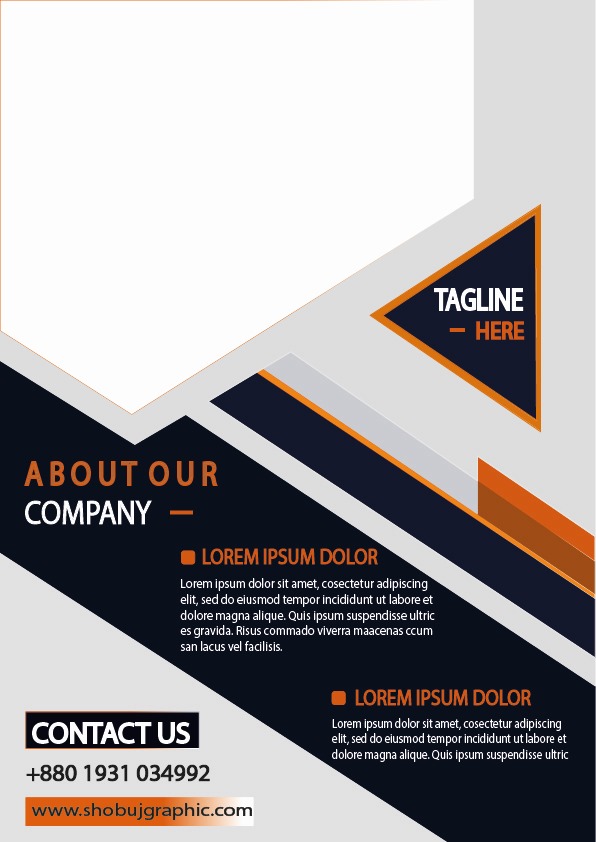 TAGLINE
HERE
ABOUT OUR
COMPANY
LOREM IPSUM DOLOR
Lorem ipsum dolor sit amet, cosectetur adipiscing
elit, sed do eiusmod tempor incididunt ut labore et
dolore magna alique. Quis ipsum suspendisse ultric
es gravida. Risus commado viverra maacenas ccum
san lacus vel facilisis.
LOREM IPSUM DOLOR
Lorem ipsum dolor sit amet, cosectetur adipiscing
elit, sed do eiusmod tempor incididunt ut labore et
dolore magna alique. Quis ipsum suspendisse ultric
CONTACT US
+880 1931 034992
www.shobujgraphic.com